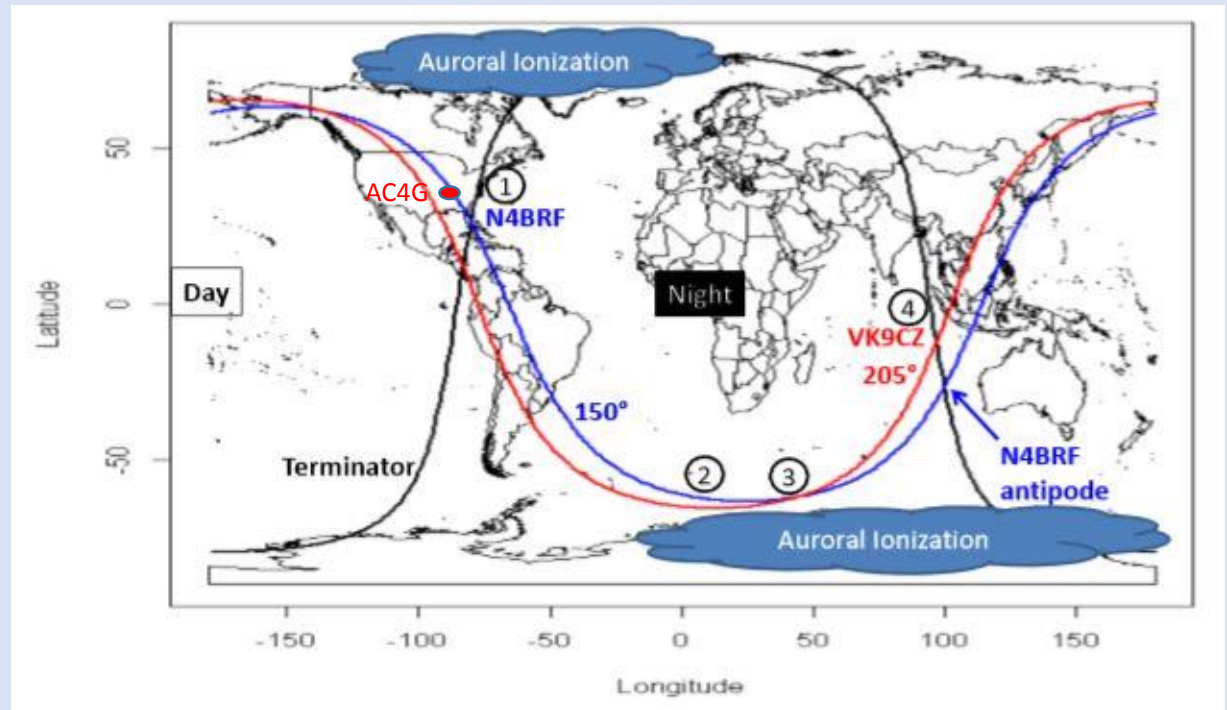 Auroral Ionization
50
AC4G
1
N4BRF
Day
Night
4
0
VK9CZ
205°
150°
Latitude
Terminator
2
3
N4BRF
antipode
-50
Auroral Ionization
-150
-100
-50
0
50
100
150
Longitude